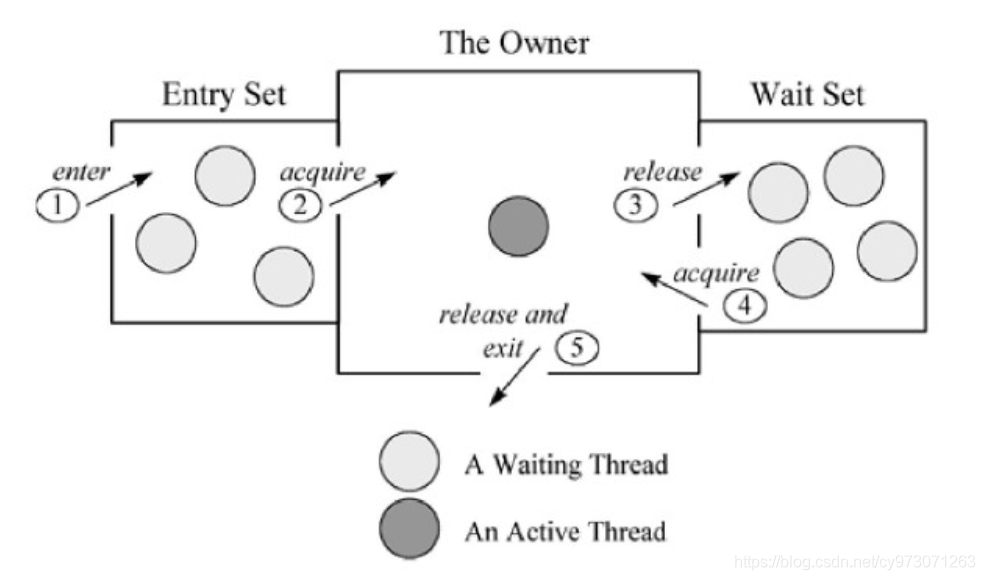 The Owner
Entry Set
Wait Set
enter
1
acquire
2
release
3
acquire
4
release and
exit 5
A Waiting Thread
An Active Thread
https://blog.csdn.net/cy973071263